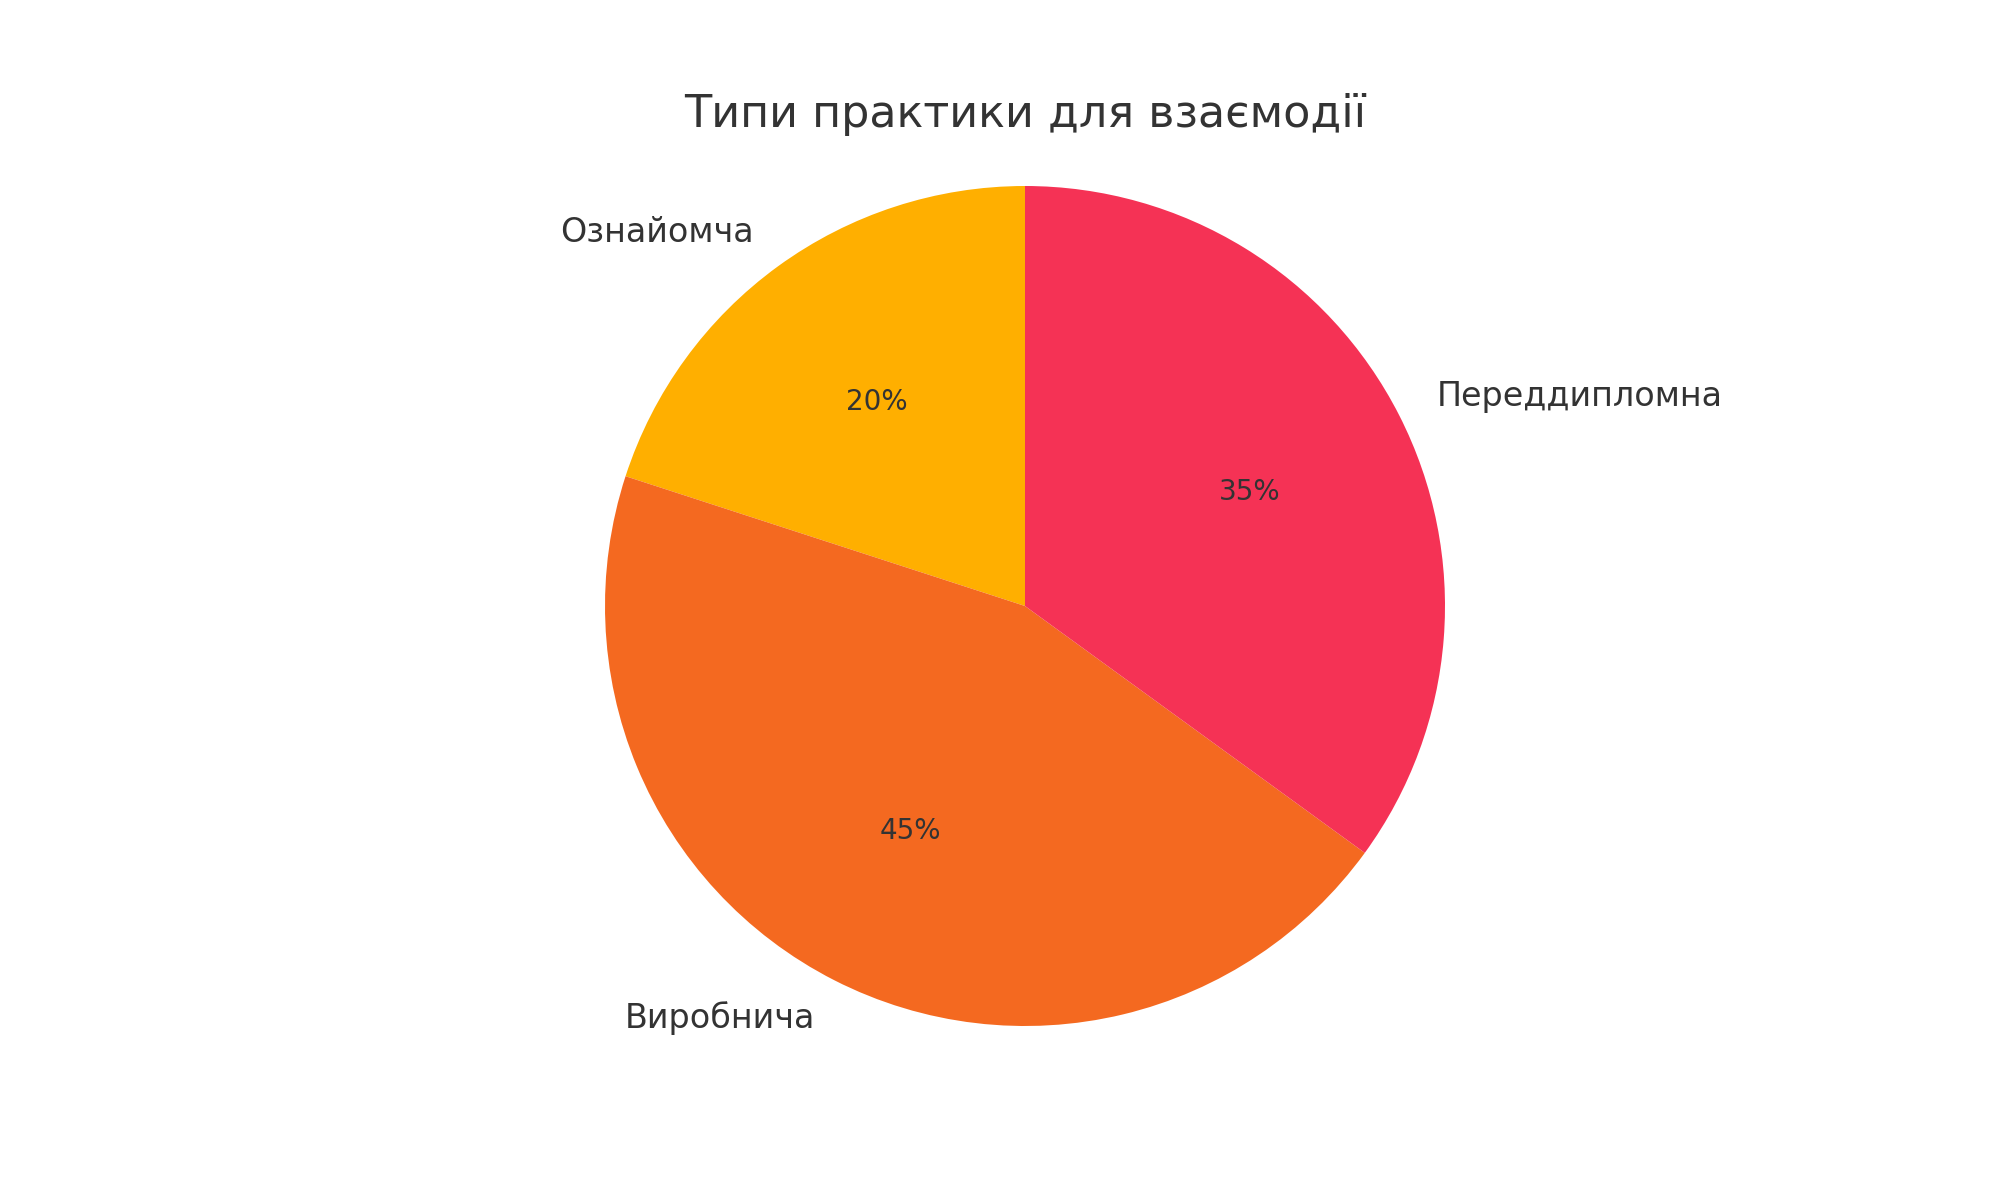 Типи практики для взаємодії
Ознайомча
Переддипломна
20%
35%
45%
Виробнича